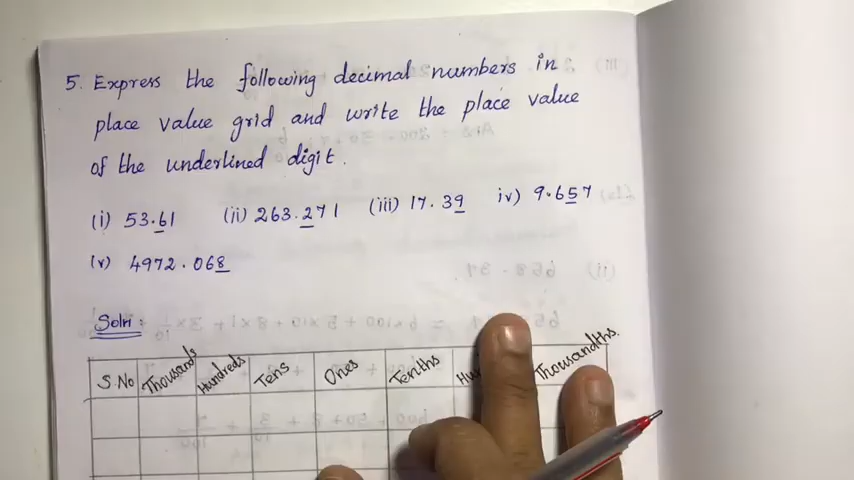 5. Express the following decimal numbers in
place value grid and write the place value
of the underlined digit.
(i) 53.61 (ii) 263.271 (iii) 17.39 iv) 9.657
(v) 4972.068
Soln:
S.No Thousands Hundreds Tens Ones Tenths Thousandths.